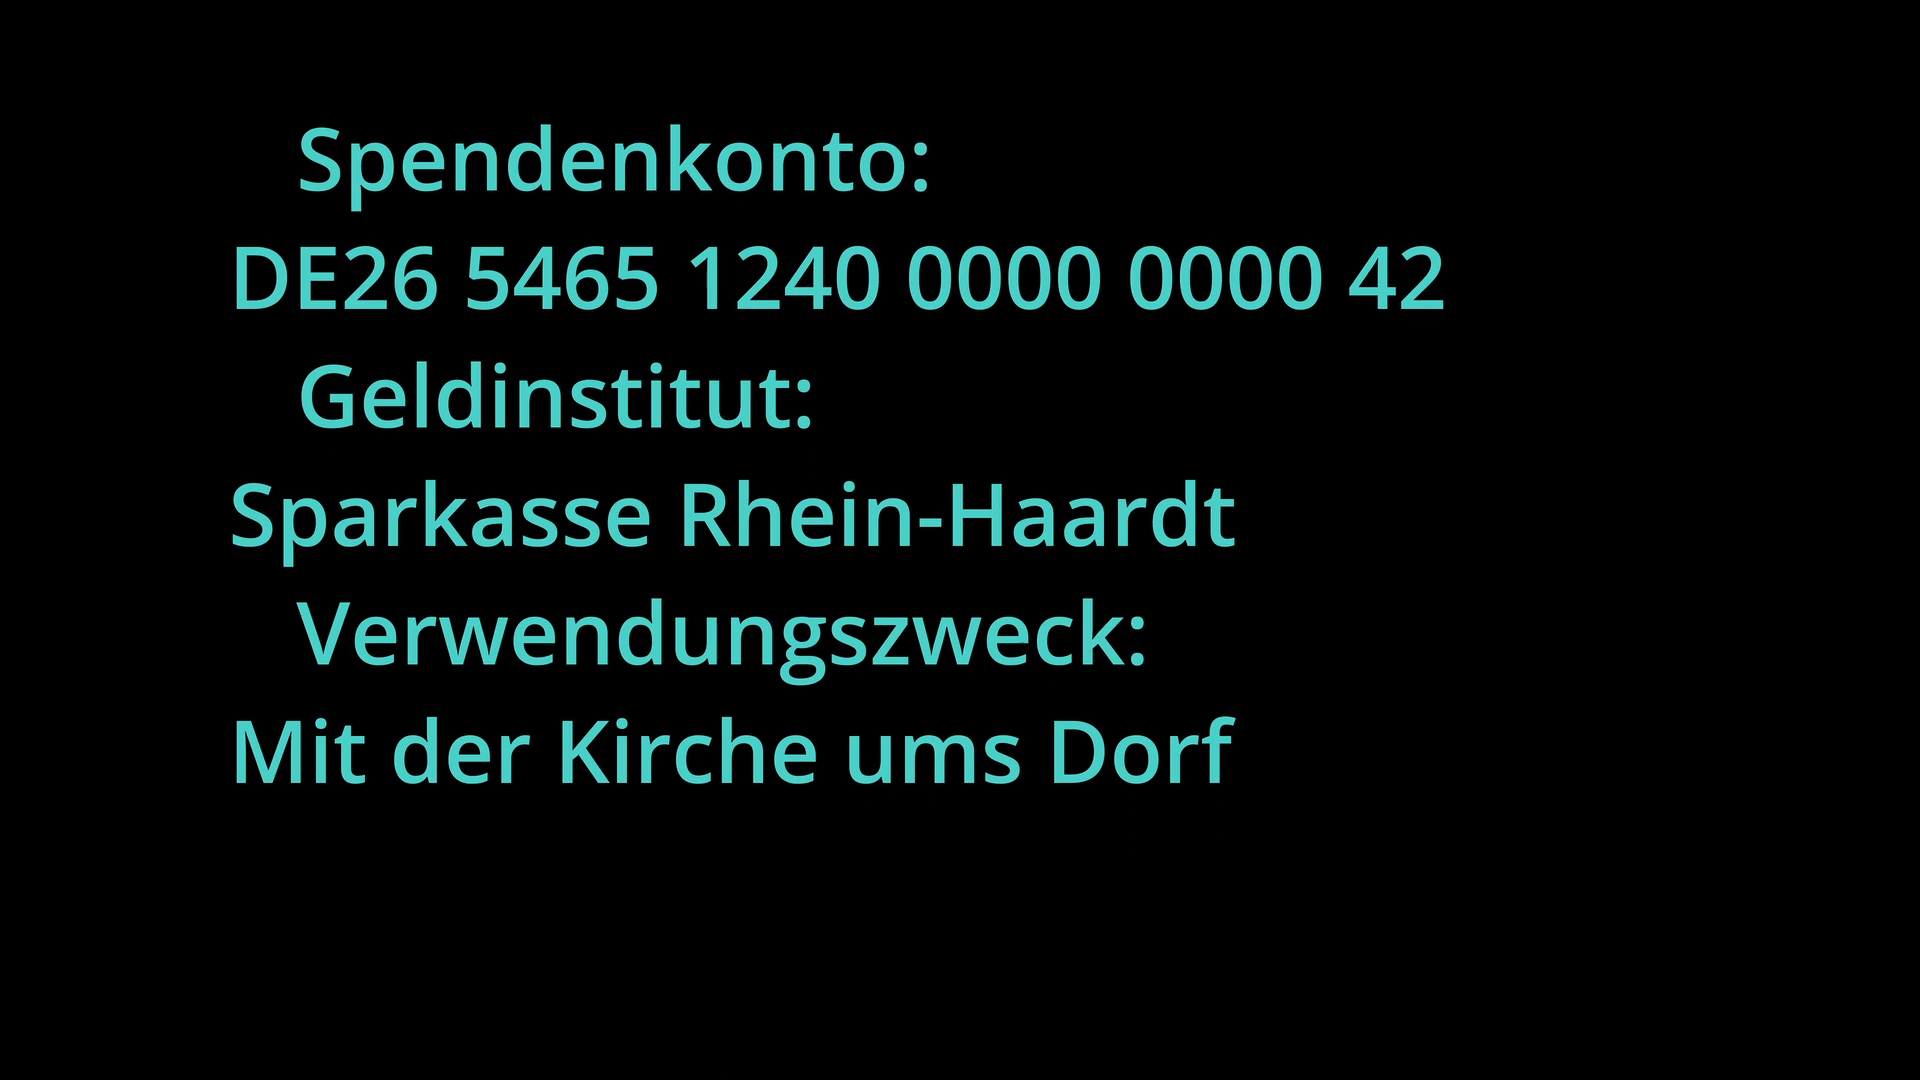 Spendenkonto:
DE26 5465 1240 0000 0000 42
Geldinstitut:
Sparkasse Rhein-Haardt
Verwendungszweck:
Mit der Kirche ums Dorf